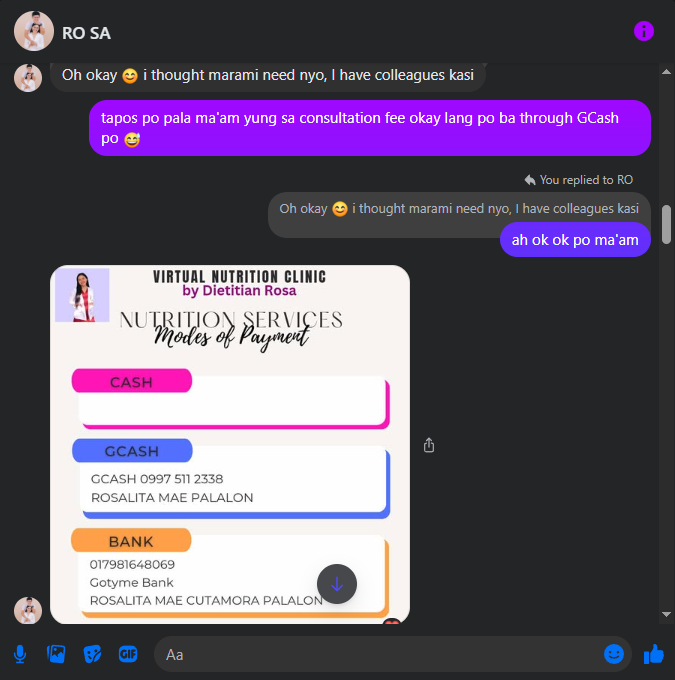 RO SA
Oh okay 😊 i thought marami need nyo, I have colleagues kasi
tapos po pala ma'am yung sa consultation fee okay lang po ba through GCash
po 😅
You replied to RO
Oh okay 😊 i thought marami need nyo, I have colleagues kasi
ah ok ok po ma'am
VIRTUAL NUTRITION CLINIC
by Dietitian Rosa
NUTRITION SERVICES
Modes of Payment
CASH
GCASH
GCASH 0997 511 2338
ROSALITA MAE PALALON
BANK
017981648069
Gotyme Bank
ROSALITA MAE CUTAMORA PALALON
GIF
Aa